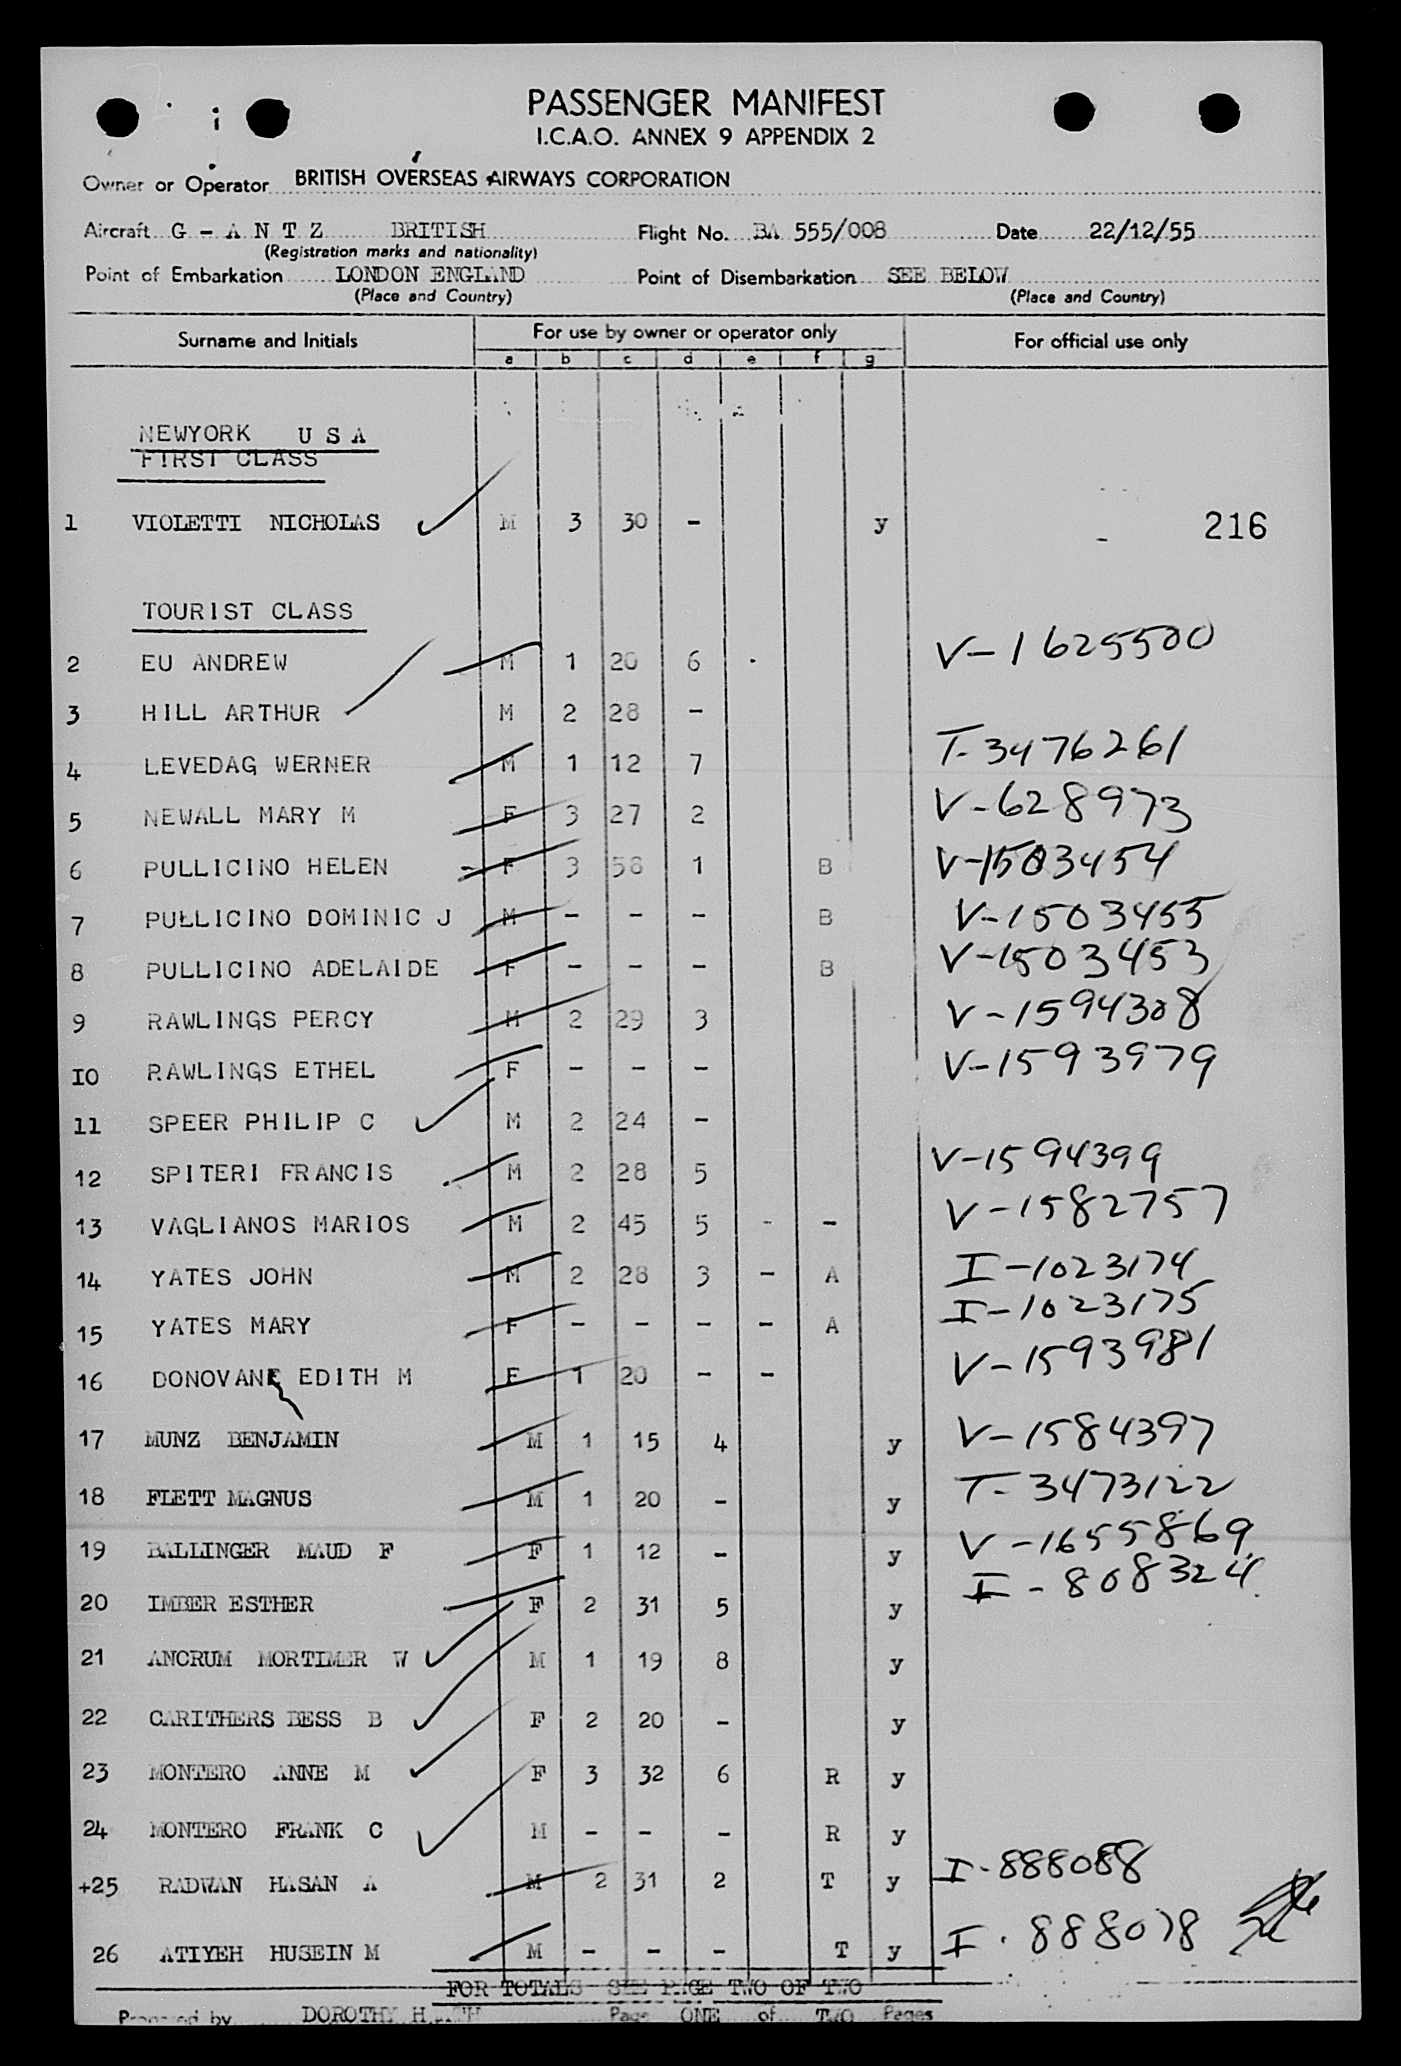 PASSENGER MANIFEST
I.C.A.O. ANNEX 9 APPENDIX 2
Owner or Operator BRITISH OVERSEAS AIRWAYS CORPORATION
Aircraft G - A N T Z BRITISH Flight No. BA 555/008 Date 22/12/55
(Registration marks and nationality)
Point of Embarkation LONDON ENGLAND Point of Disembarkation SEE BELOW
(Place and Country) (Place and Country)
Surname and Initials For use by owner or operator only For official use only
a b c d e f g
NEWYORK U S A
FIRST CLASS
1 VIOLETTI NICHOLAS M 3 30 - y 216
TOURIST CLASS
2 EU ANDREW M 1 20 6 V-1625500
3 HILL ARTHUR M 2 28 -
4 LEVEDAG WERNER M 1 12 7 T-3476261
5 NEWALL MARY M F 3 27 2 V-628973
6 PULLICINO HELEN F 3 58 1 B V-1503454
7 PULLICINO DOMINIC J M - - - B V-1503455
8 PULLICINO ADELAIDE F - - - B V-1503453
9 RAWLINGS PERCY M 2 29 3 V-1594308
10 RAWLINGS ETHEL F - - - V-1593979
11 SPEER PHILIP C M 2 24 -
12 SPITERI FRANCIS M 2 28 5 V-1594399
13 VAGLIANOS MARIOS M 2 45 5 - - V-1582757
14 YATES JOHN M 2 28 3 - A I-1023174
15 YATES MARY F - - - - A I-1023175
16 DONOVANE EDITH M F 1 20 - - V-1593981
17 MUNZ BENJAMIN M 1 15 4 y V-1584397
18 FLETT MAGNUS M 1 20 - y T-3473122
19 BALLINGER MAUD F F 1 12 - y V-1655869
20 IMBER ESTHER F 2 31 5 y I-808324
21 ANCRUM MORTIMER W M 1 19 8 y
22 CARITHERS BESS B F 2 20 - y
23 MONTERO ANNE M F 3 32 6 R y
24 MONTERO FRANK C M - - - R y
+25 RADWAN HASAN A M 2 31 2 T y I-888088
26 ATIYEH HUSEIN M M - - - T y I-888078
FOR TOTALS SEE PAGE TWO OF TWO
Prepared by DOROTHY Page ONE of TWO Pages